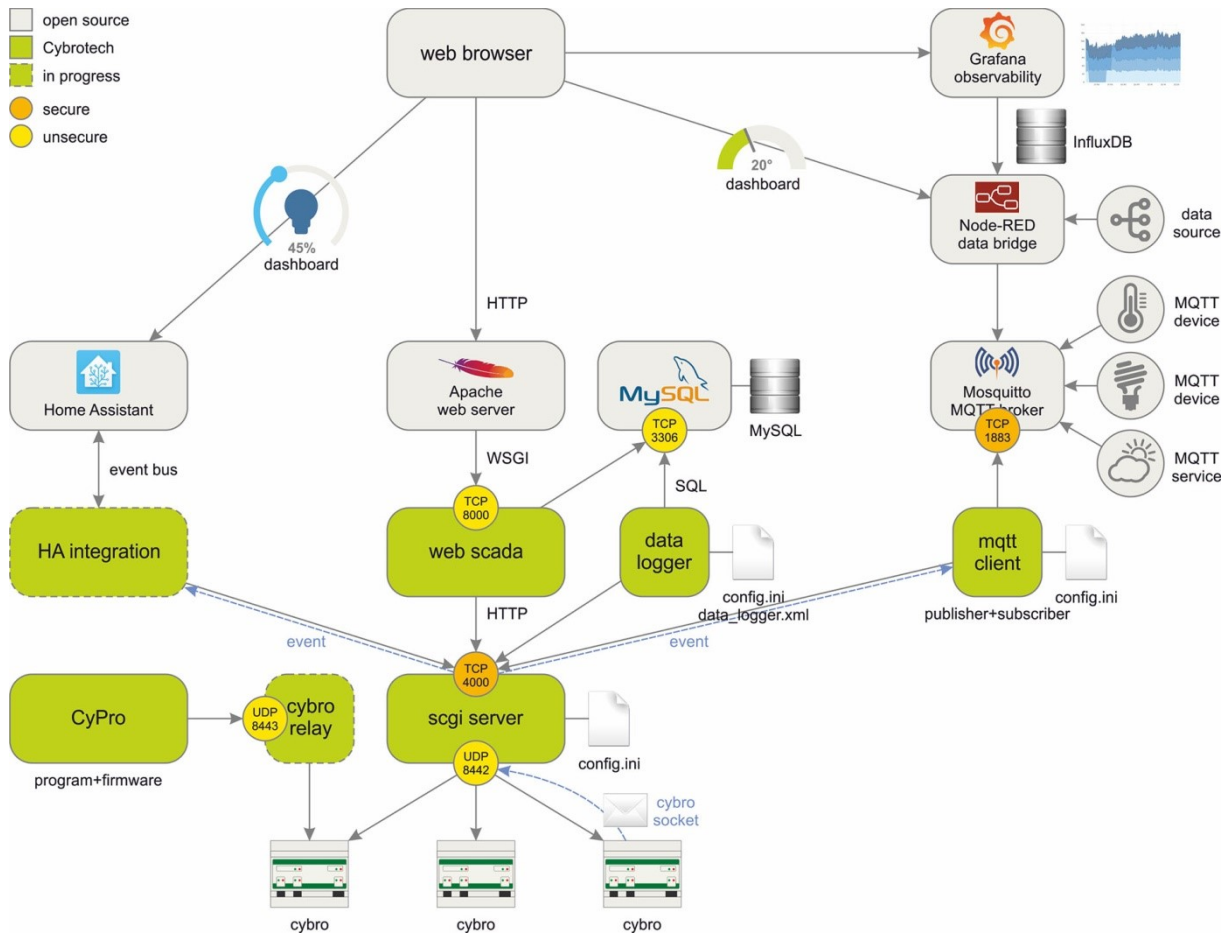 open source
Cybrotech
in progress
secure
unsecure
web browser
Grafana
observability
InfluxDB
20°
dashboard
45%
dashboard
Node-RED
data bridge
data
source
HTTP
MQTT
device
Home Assistant
Apache
web server
MySQL
TCP
3306
MySQL
Mosquitto
MQTT broker
TCP
1883
MQTT
device
MQTT
service
event bus
WSGI
SQL
TCP
8000
HA integration
web scada
data
logger
config.ini
data_logger.xml
mqtt
client
config.ini
publisher+subscriber
HTTP
event
event
TCP
4000
CyPro
program+firmware
UDP
8443
cybro
relay
scgi server
config.ini
UDP
8442
cybro
socket
cybro
cybro
cybro